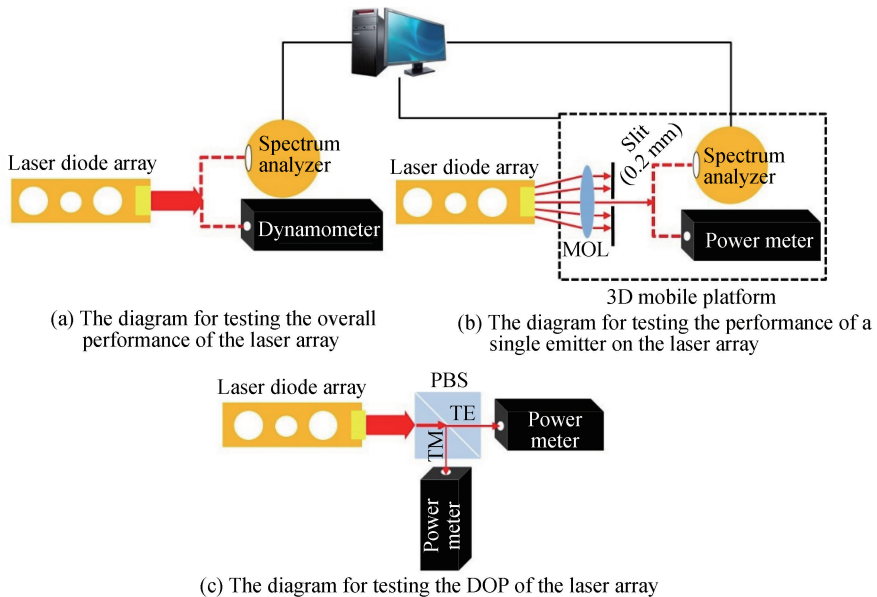 Laser diode array
Spectrum
analyzer
Dynamometer
(a) The diagram for testing the overall
performance of the laser array
Laser diode array
MOL
Slit
(0.2 mm)
Spectrum
analyzer
Power meter
3D mobile platform
(b) The diagram for testing the performance of a
single emitter on the laser array
Laser diode array
PBS
TE
TM
Power
meter
Power
meter
(c) The diagram for testing the DOP of the laser array